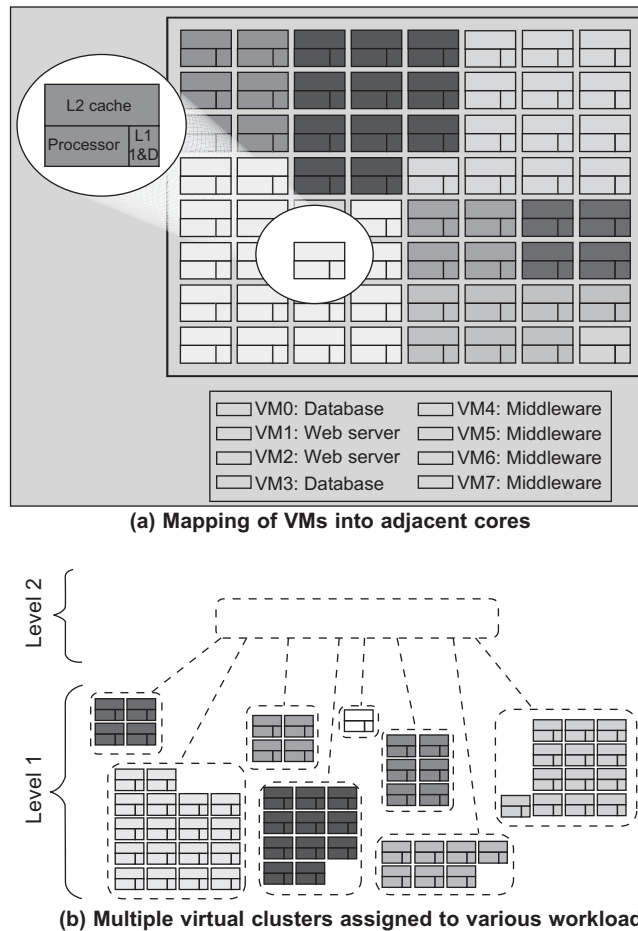 L2 cache
Processor
L1
1&D
VM0: Database
VM1: Web server
VM2: Web server
VM3: Database
VM4: Middleware
VM5: Middleware
VM6: Middleware
VM7: Middleware
(a) Mapping of VMs into adjacent cores
Level 2
Level 1
(b) Multiple virtual clusters assigned to various workload